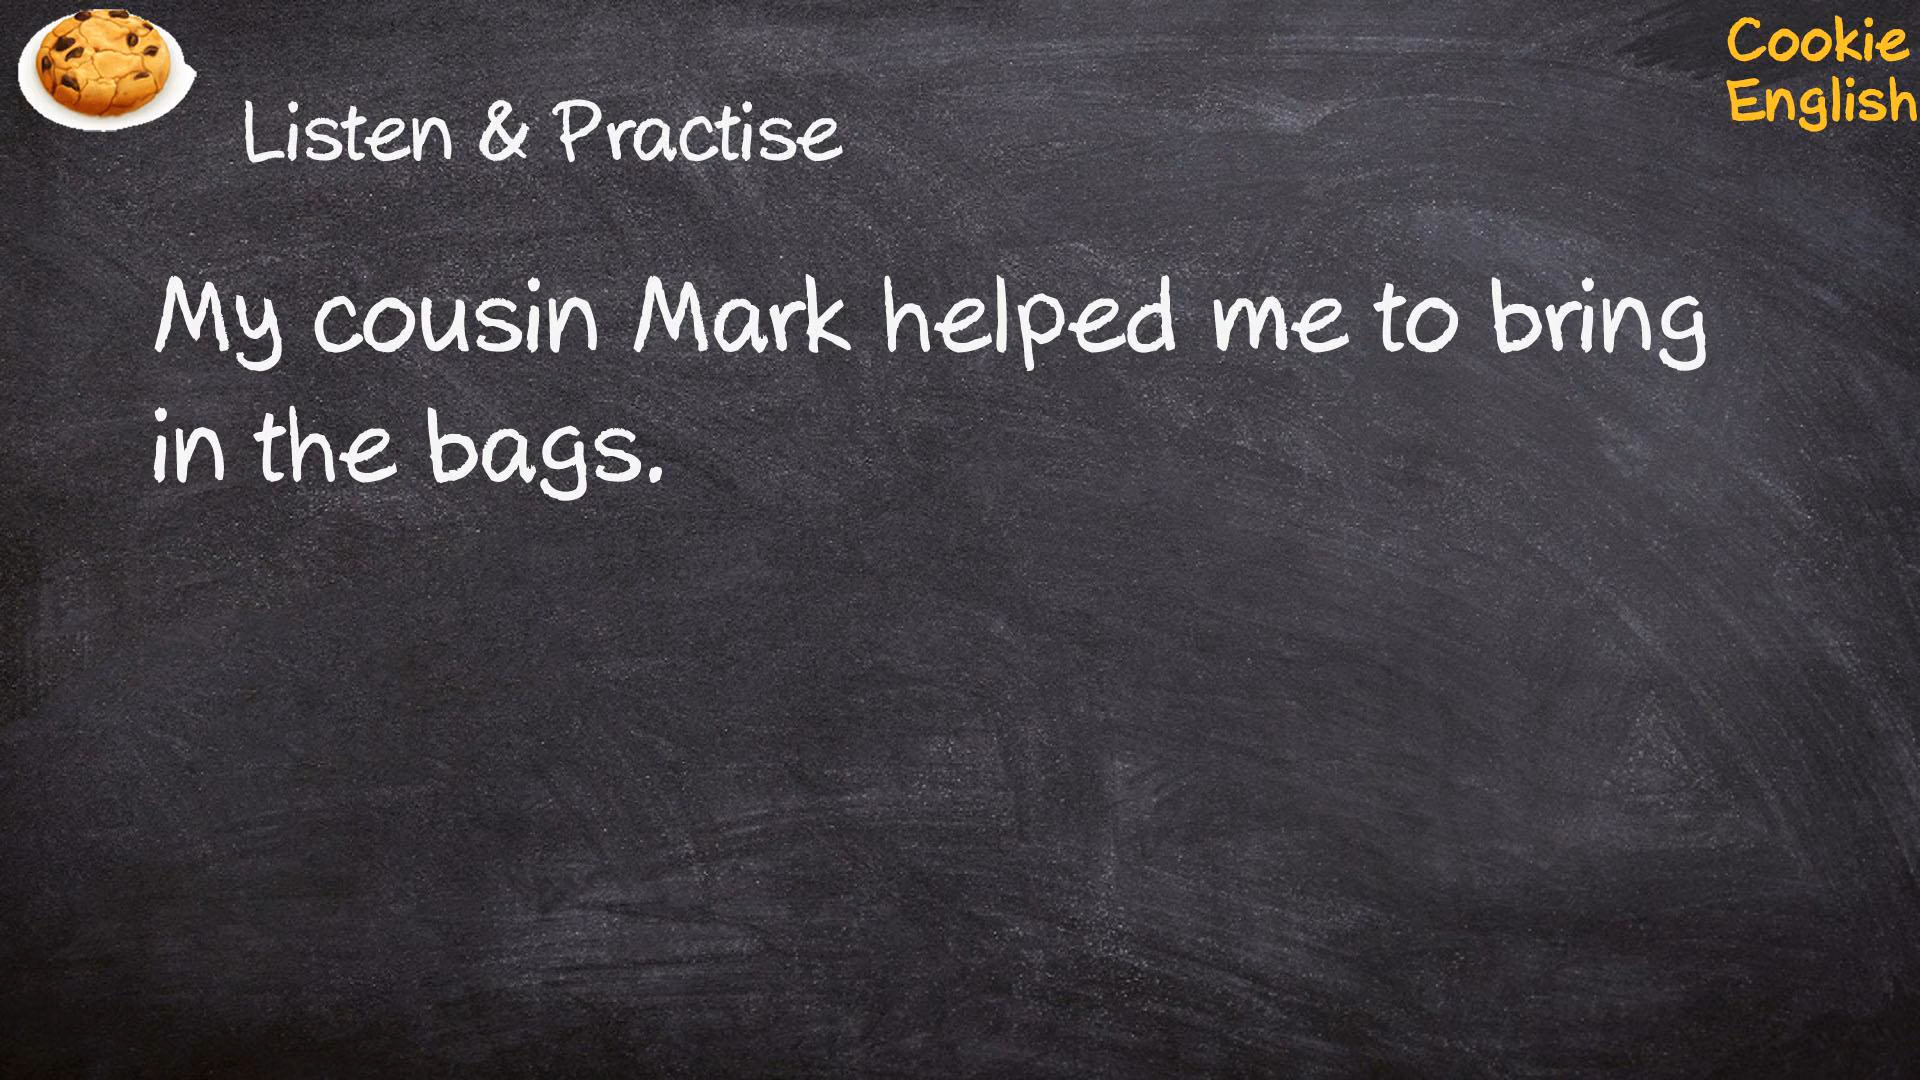 Cookie
English
Listen & Practise
My cousin Mark helped me to bring
in the bags.